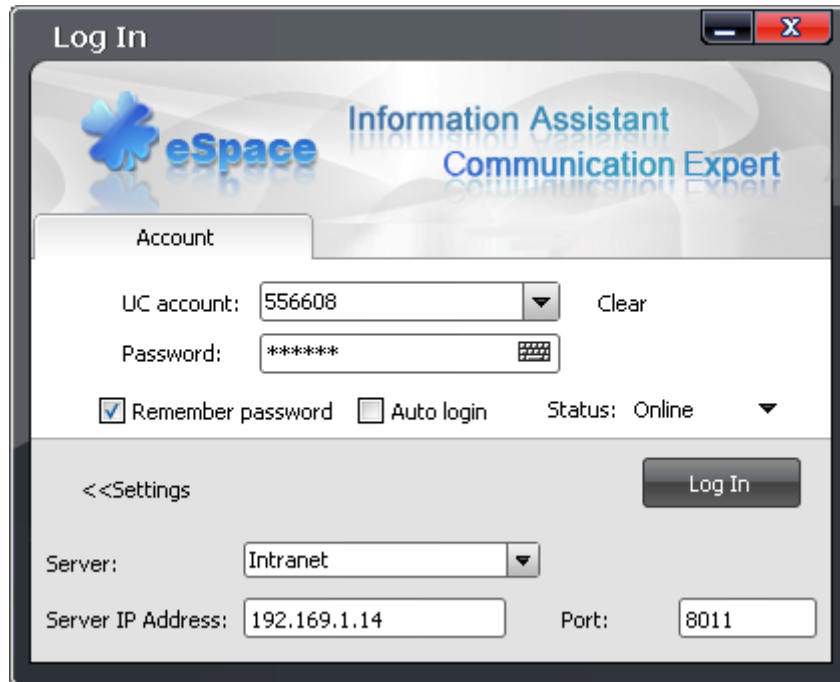 Log In
eSpace
Information Assistant
Communication Expert
Account
UC account: 556608 Clear
Password: ******
Remember password Auto login Status: Online
<<Settings Log In
Server: Intranet
Server IP Address: 192.169.1.14 Port: 8011